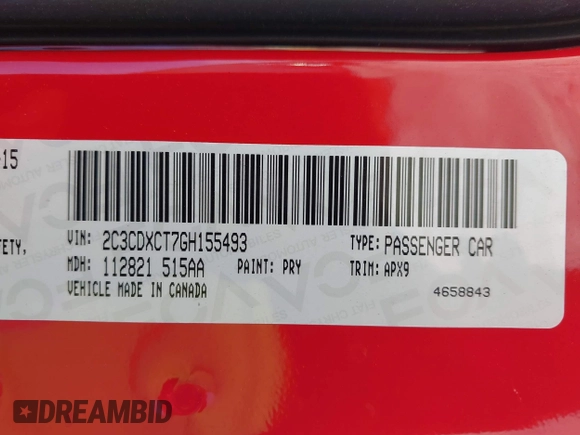 -15
ETY,
VIN: 2C3CDXCT7GH155493 TYPE: PASSENGER CAR
MDH: 112821 515AA PAINT: PRY TRIM: APX9
VEHICLE MADE IN CANADA
4658843
DREAMBID